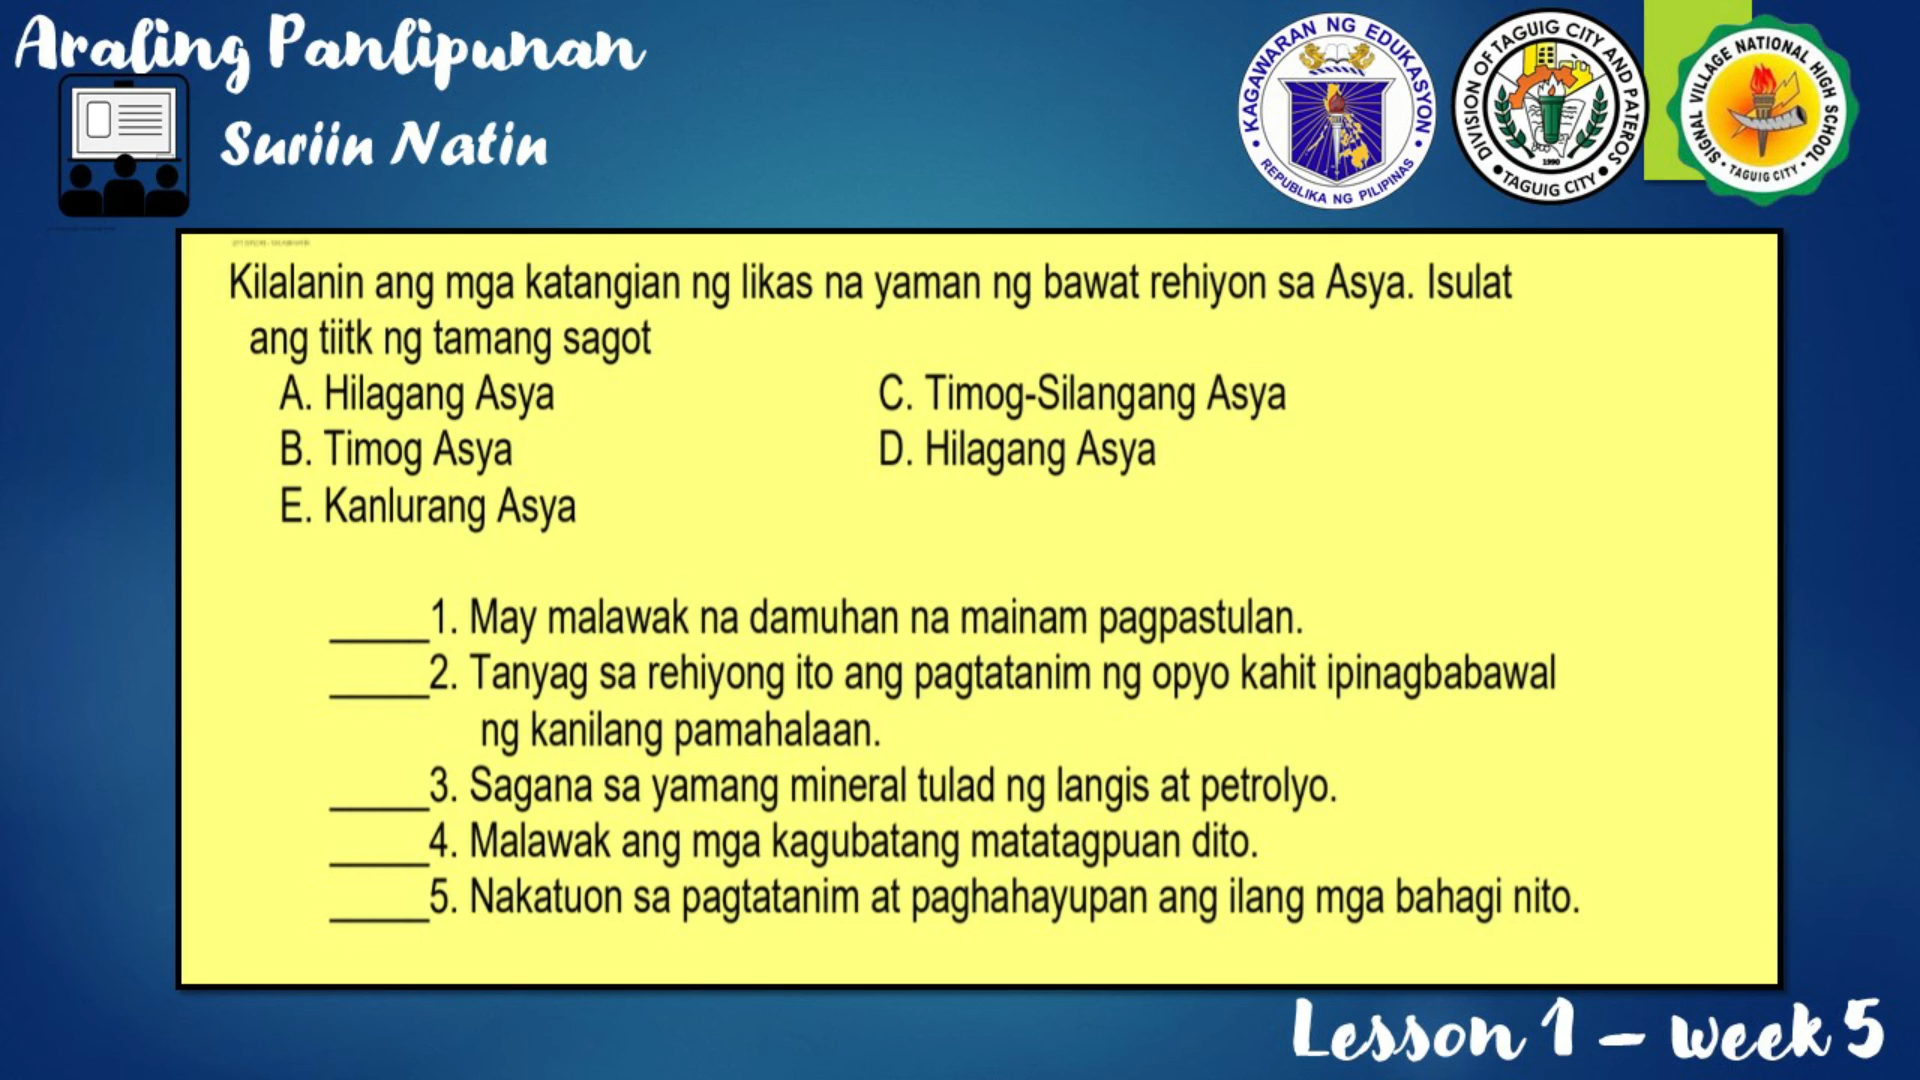 Araling Panlipunan
Suriin Natin
KAGAWARAN NG EDUKASYON
REPUBLIKA NG PILIPINAS
DIVISION OF TAGUIG CITY AND PATEROS
1990
TAGUIG CITY
SIGNAL VILLAGE NATIONAL HIGH SCHOOL
TAGUIG CITY
Kilalanin ang mga katangian ng likas na yaman ng bawat rehiyon sa Asya. Isulat
ang tiitk ng tamang sagot
A. Hilagang Asya
C. Timog-Silangang Asya
B. Timog Asya
D. Hilagang Asya
E. Kanlurang Asya
_____1. May malawak na damuhan na mainam pagpastulan.
_____2. Tanyag sa rehiyong ito ang pagtatanim ng opyo kahit ipinagbabawal
ng kanilang pamahalaan.
_____3. Sagana sa yamang mineral tulad ng langis at petrolyo.
_____4. Malawak ang mga kagubatang matatagpuan dito.
_____5. Nakatuon sa pagtatanim at paghahayupan ang ilang mga bahagi nito.
Lesson 1 - week 5